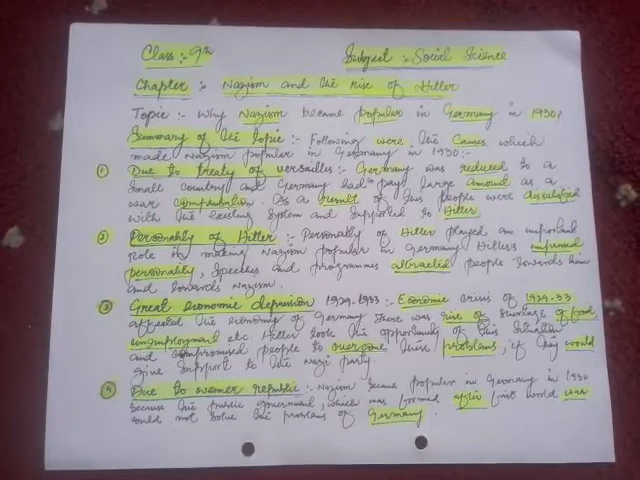 Class :- 9th Subject :- Social Science
Chapter :- Nazism and the rise of Hitler
Topic :- Why Nazism became popular in Germany in 1930?
Summary of the topic :- Following were the causes which
made Nazism popular in Germany in 1930:-
① Due to treaty of versailles :- Germany was reduced to a
small country and Germany had to pay large amount as a
war As a result of this people were dissatisfied
with the existing system and supported to Hitler
② Personality of Hitler :- Personality of Hitler played an important
role in making Nazism popular in Germany Hitlers
personality, speeches and programmes attracted people towards him
and towards Nazism.
③ Great economic depression 1929-1933 :- Economic crisis of 1929-33
affected the economy of Germany there was rise of shortage of food
unemployment etc. Hitler took the opportunity of this situation
and people to these problems, if they would
give support to the Nazi party.
④ Due to weimer republic :- Nazism became popular in Germany in 1930
because the public government, which was formed after first world war
could not solve the problems of Germany.